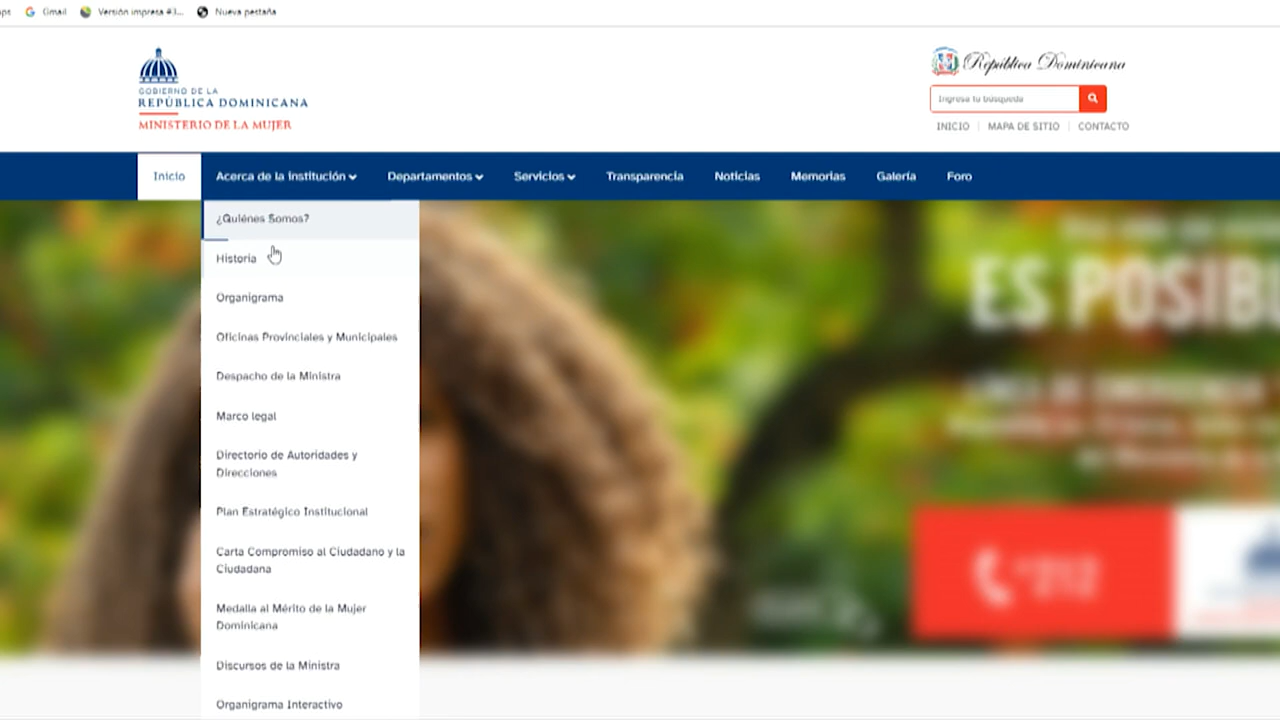 Gmail
Versión impresa #1...
Nueva pestaña
GOBIERNO DE LA
REPÚBLICA DOMINICANA
MINISTERIO DE LA MUJER
República Dominicana
Ingresa tu búsqueda
INICIO | MAPA DE SITIO | CONTACTO
Inicio
Acerca de la institución
Departamentos
Servicios
Transparencia
Noticias
Memorias
Galería
Foro
¿Quiénes Somos?
Historia
Organigrama
Oficinas Provinciales y Municipales
Despacho de la Ministra
Marco legal
Directorio de Autoridades y
Direcciones
Plan Estratégico Institucional
Carta Compromiso al Ciudadano y la
Ciudadana
Medalla al Mérito de la Mujer
Dominicana
Discursos de la Ministra
Organigrama Interactivo
ES POSIBL